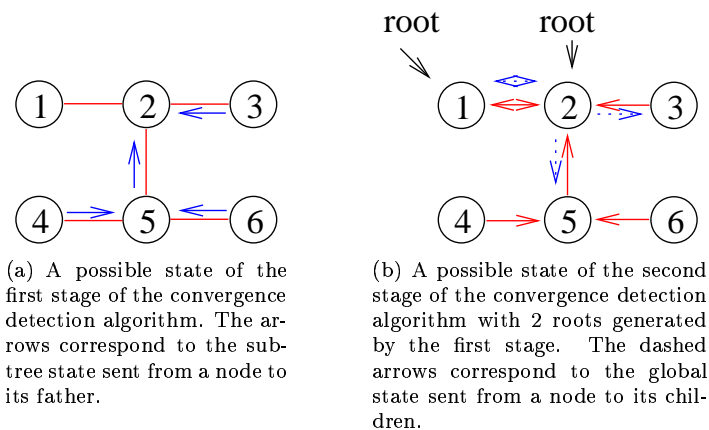 root
root
1
2
3
1
2
3
4
5
6
4
5
6
(a) A possible state of the
first stage of the convergence
detection algorithm. The ar-
rows correspond to the sub-
tree state sent from a node to
its father.
(b) A possible state of the second
stage of the convergence detection
algorithm with 2 roots generated
by the first stage. The dashed
arrows correspond to the global
state sent from a node to its chil-
dren.